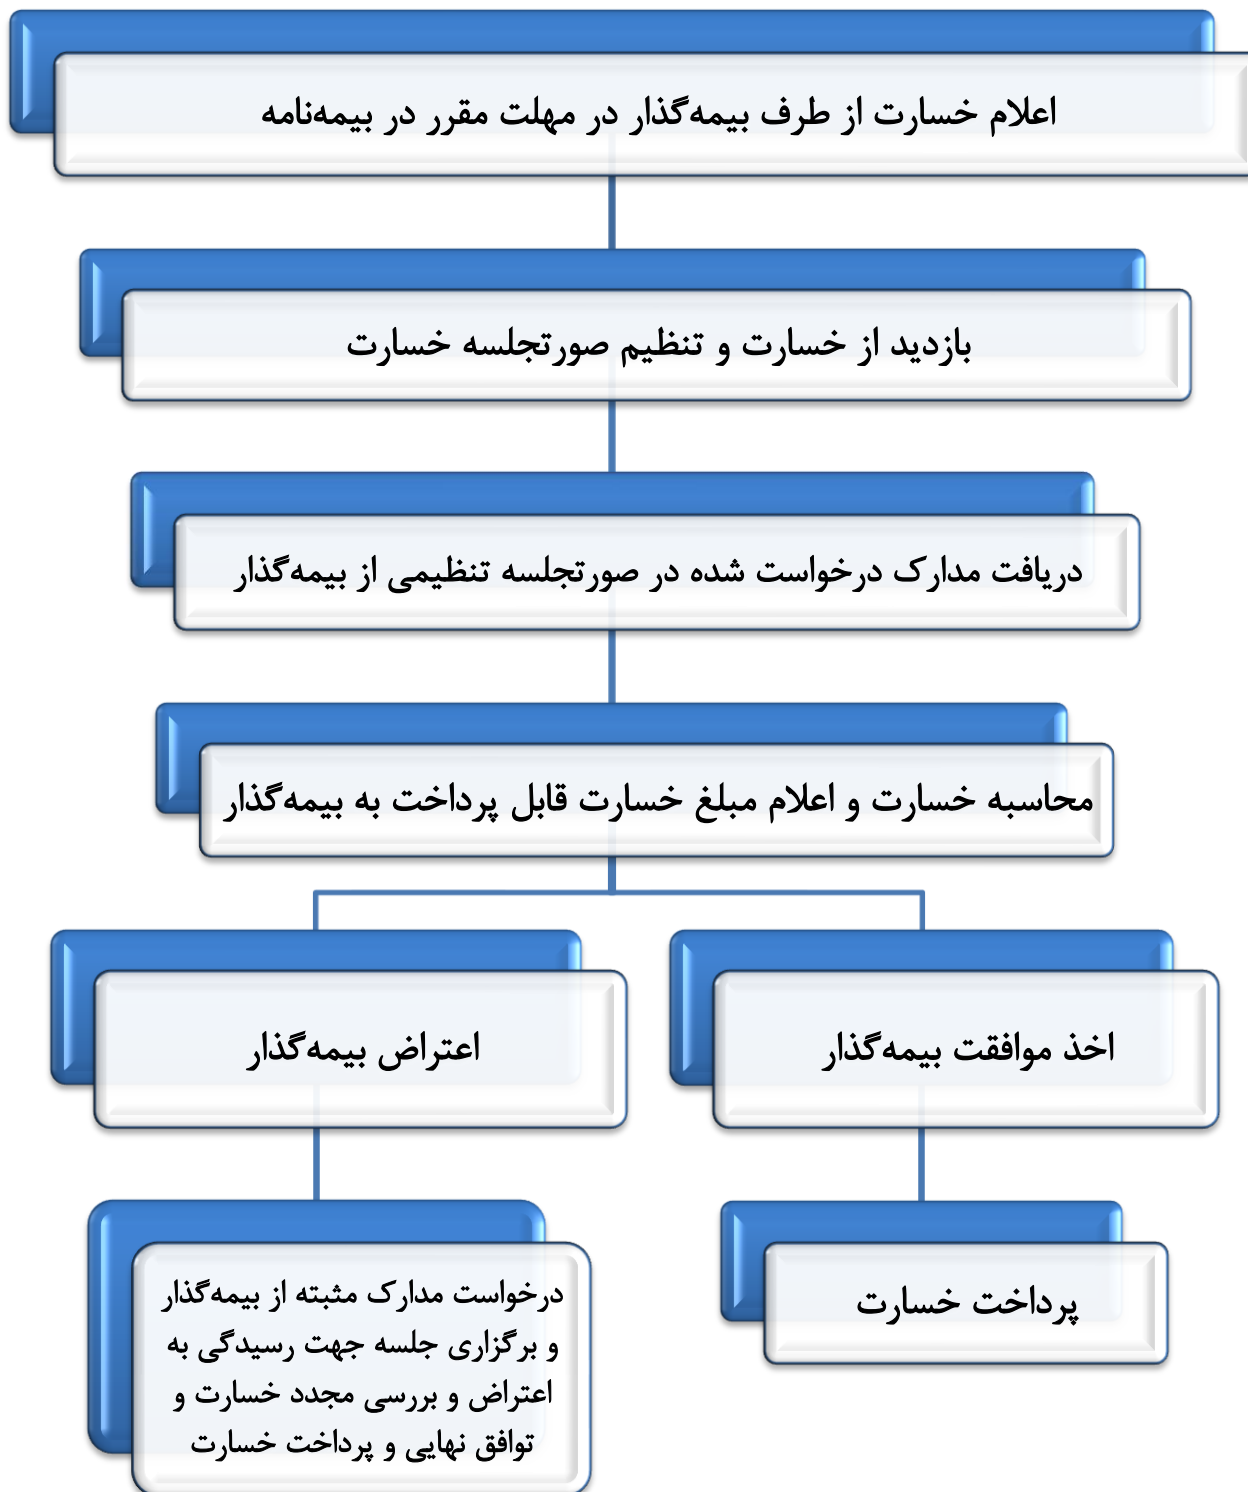 اعلام خسارت از طرف بیمه‌گذار در مهلت مقرر در بیمه‌نامه
بازدید از خسارت و تنظیم صورتجلسه خسارت
دریافت مدارک درخواست شده در صورتجلسه تنظیمی از بیمه‌گذار
محاسبه خسارت و اعلام مبلغ خسارت قابل پرداخت به بیمه‌گذار
اخذ موافقت بیمه‌گذار
اعتراض بیمه‌گذار
پرداخت خسارت
درخواست مدارک مثبته از بیمه‌گذار
و برگزاری جلسه جهت رسیدگی به
اعتراض و بررسی مجدد خسارت و
توافق نهایی و پرداخت خسارت